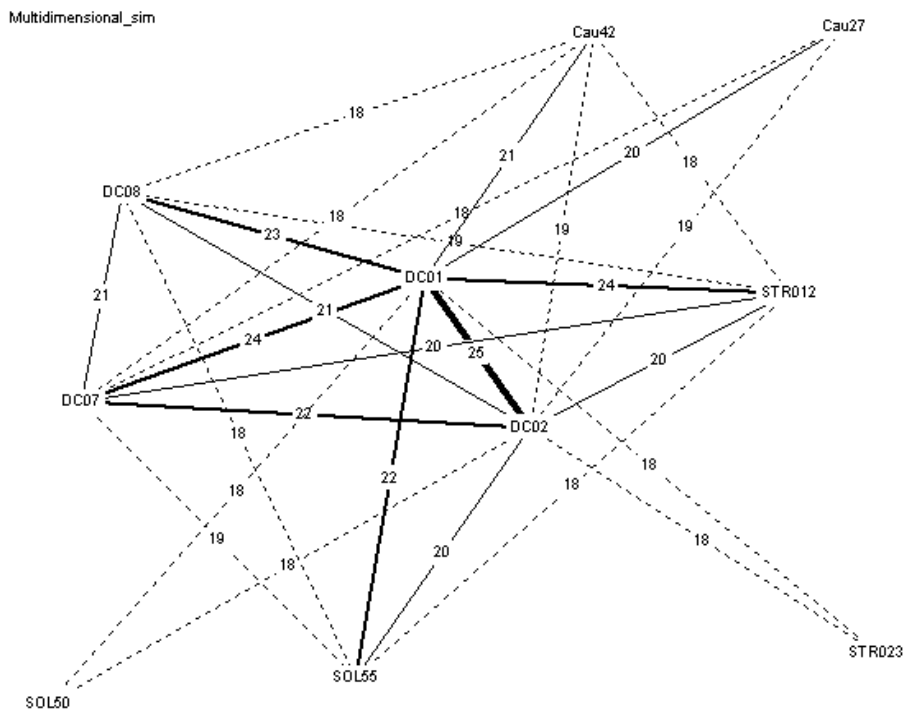 Multidimensional_sim
Cau27
Cau42
18
21
20
18
DC08
18
18
19
23
19
19
DC01
24
STR012
21
21
24
20
25
20
DC07
22
DC02
18
18
22
18
18
19
20
18
18
STR023
SOL55
SOL50